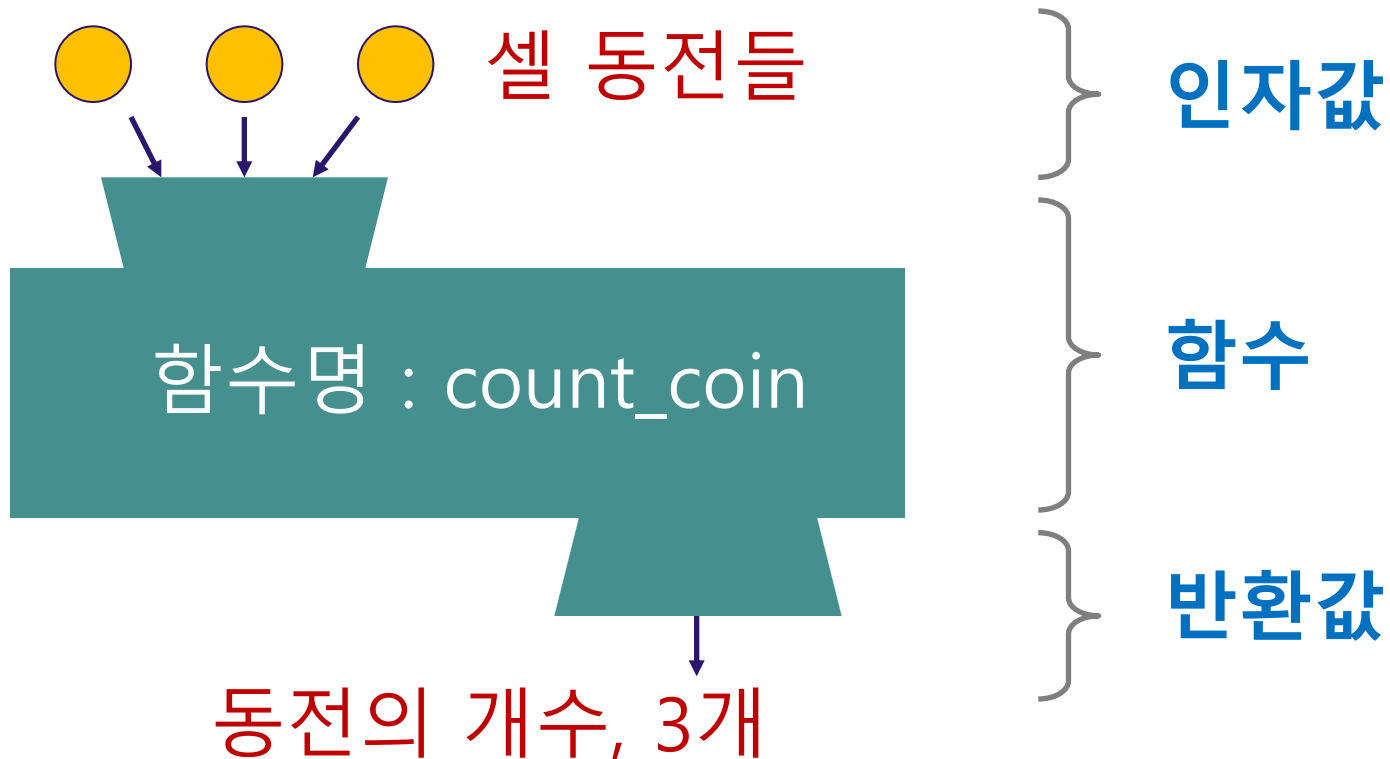 셀 동전들
인자값
함수명 : count_coin
함수
반환값
동전의 개수, 3개